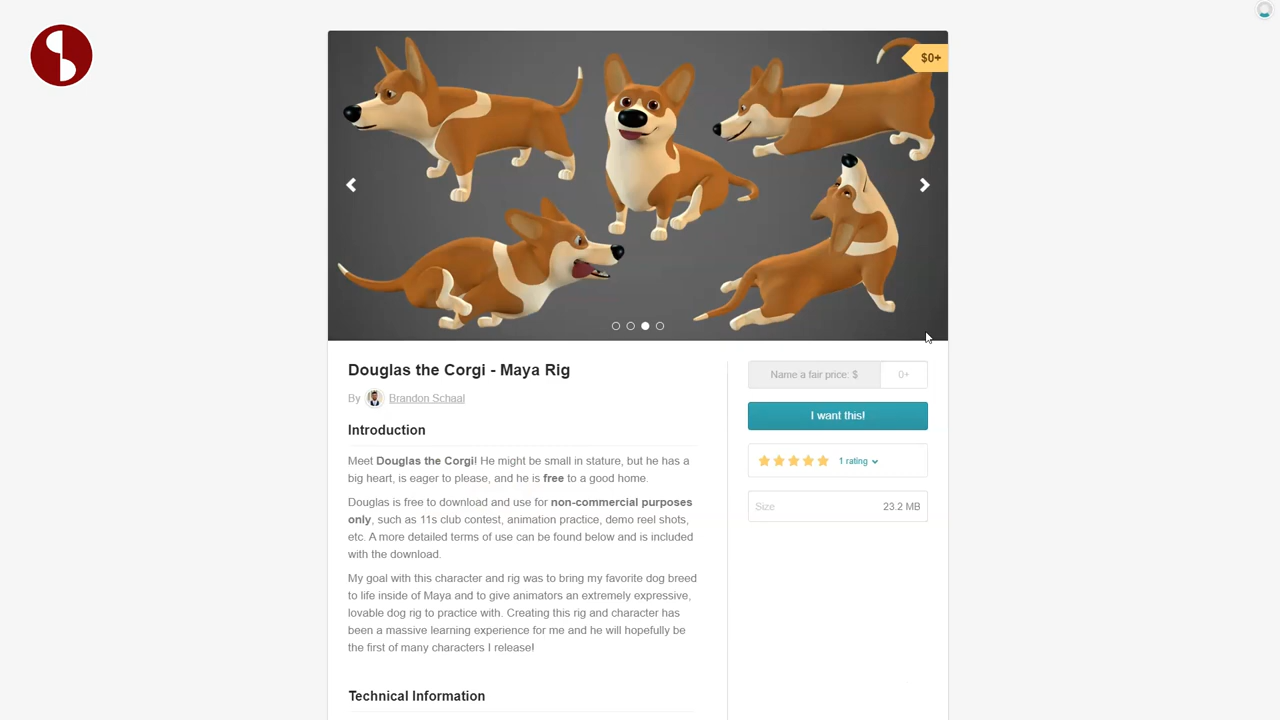 $0+
Douglas the Corgi - Maya Rig
By Brandon Schaal
Introduction
Meet Douglas the Corgi! He might be small in stature, but he has a
big heart, is eager to please, and he is free to a good home.
Douglas is free to download and use for non-commercial purposes
only, such as 11s club contest, animation practice, demo reel shots,
etc. A more detailed terms of use can be found below and is included
with the download.
My goal with this character and rig was to bring my favorite dog breed
to life inside of Maya and to give animators an extremely expressive,
lovable dog rig to practice with. Creating this rig and character has
been a massive learning experience for me and he will hopefully be
the first of many characters I release!
Technical Information
Name a fair price: $ 0+
I want this!
1 rating
Size 23.2 MB